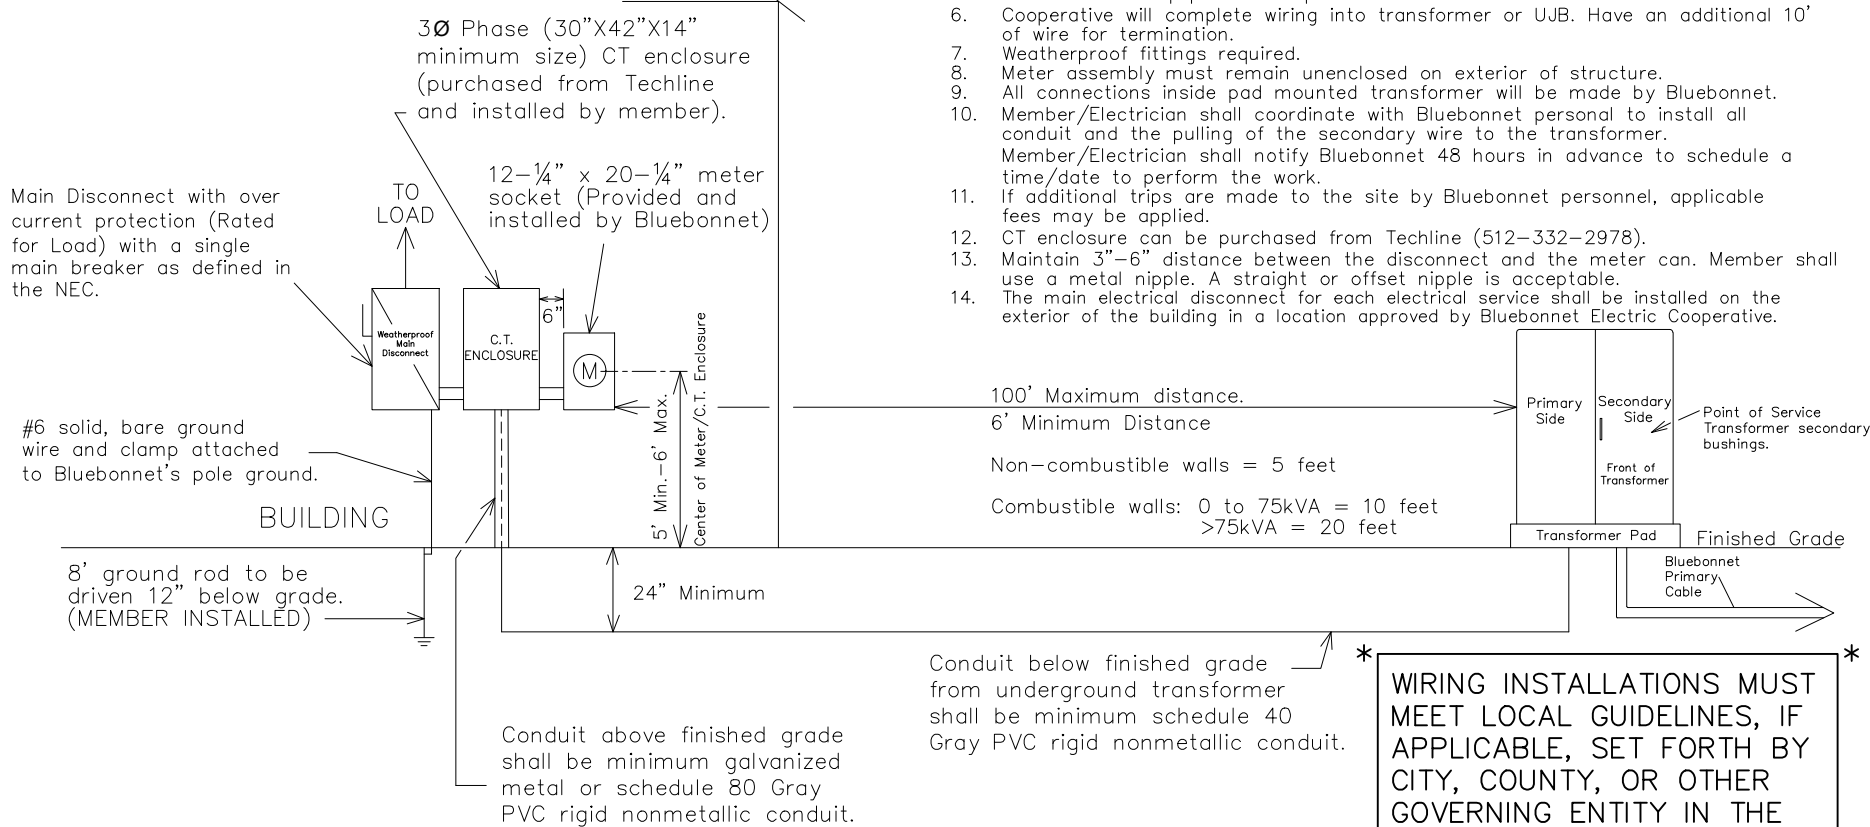 3Ø Phase (30"X42"X14"
minimum size) CT enclosure
(purchased from Techline
and installed by member).
12-¼" x 20-¼" meter
socket (Provided and
installed by Bluebonnet)
TO
LOAD
Main Disconnect with over
current protection (Rated
for Load) with a single
main breaker as defined in
the NEC.
Weatherproof
Main
Disconnect
C.T.
ENCLOSURE
6"
M
#6 solid, bare ground
wire and clamp attached
to Bluebonnet's pole ground.
BUILDING
5' Min.-6' Max.
Center of Meter/C.T. Enclosure
8' ground rod to be
driven 12" below grade.
(MEMBER INSTALLED)
24" Minimum
Conduit above finished grade
shall be minimum galvanized
metal or schedule 80 Gray
PVC rigid nonmetallic conduit.
6. Cooperative will complete wiring into transformer or UJB. Have an additional 10'
of wire for termination.
7. Weatherproof fittings required.
8. Meter assembly must remain unenclosed on exterior of structure.
9. All connections inside pad mounted transformer will be made by Bluebonnet.
10. Member/Electrician shall coordinate with Bluebonnet personal to install all
conduit and the pulling of the secondary wire to the transformer.
Member/Electrician shall notify Bluebonnet 48 hours in advance to schedule a
time/date to perform the work.
11. If additional trips are made to the site by Bluebonnet personnel, applicable
fees may be applied.
12. CT enclosure can be purchased from Techline (512-332-2978).
13. Maintain 3"-6" distance between the disconnect and the meter can. Member shall
use a metal nipple. A straight or offset nipple is acceptable.
14. The main electrical disconnect for each electrical service shall be installed on the
exterior of the building in a location approved by Bluebonnet Electric Cooperative.
100' Maximum distance.
6' Minimum Distance
Non-combustible walls = 5 feet
Combustible walls: 0 to 75kVA = 10 feet
>75kVA = 20 feet
Primary
Side
Secondary
Side
Front of
Transformer
Point of Service
Transformer secondary
bushings.
Transformer Pad
Finished Grade
Bluebonnet
Primary
Cable
Conduit below finished grade
from underground transformer
shall be minimum schedule 40
Gray PVC rigid nonmetallic conduit.
* *
WIRING INSTALLATIONS MUST
MEET LOCAL GUIDELINES, IF
APPLICABLE, SET FORTH BY
CITY, COUNTY, OR OTHER
GOVERNING ENTITY IN THE